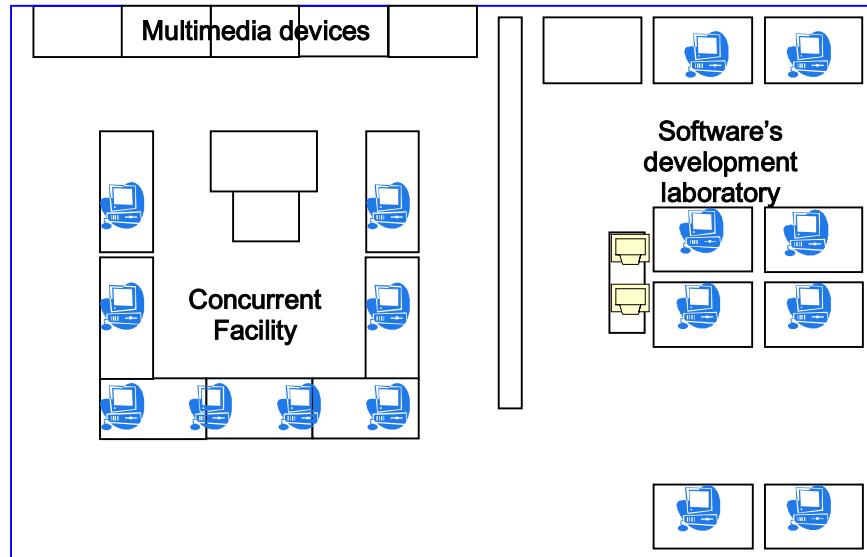 Multimedia devices
Software’s
development
laboratory
Concurrent
Facility